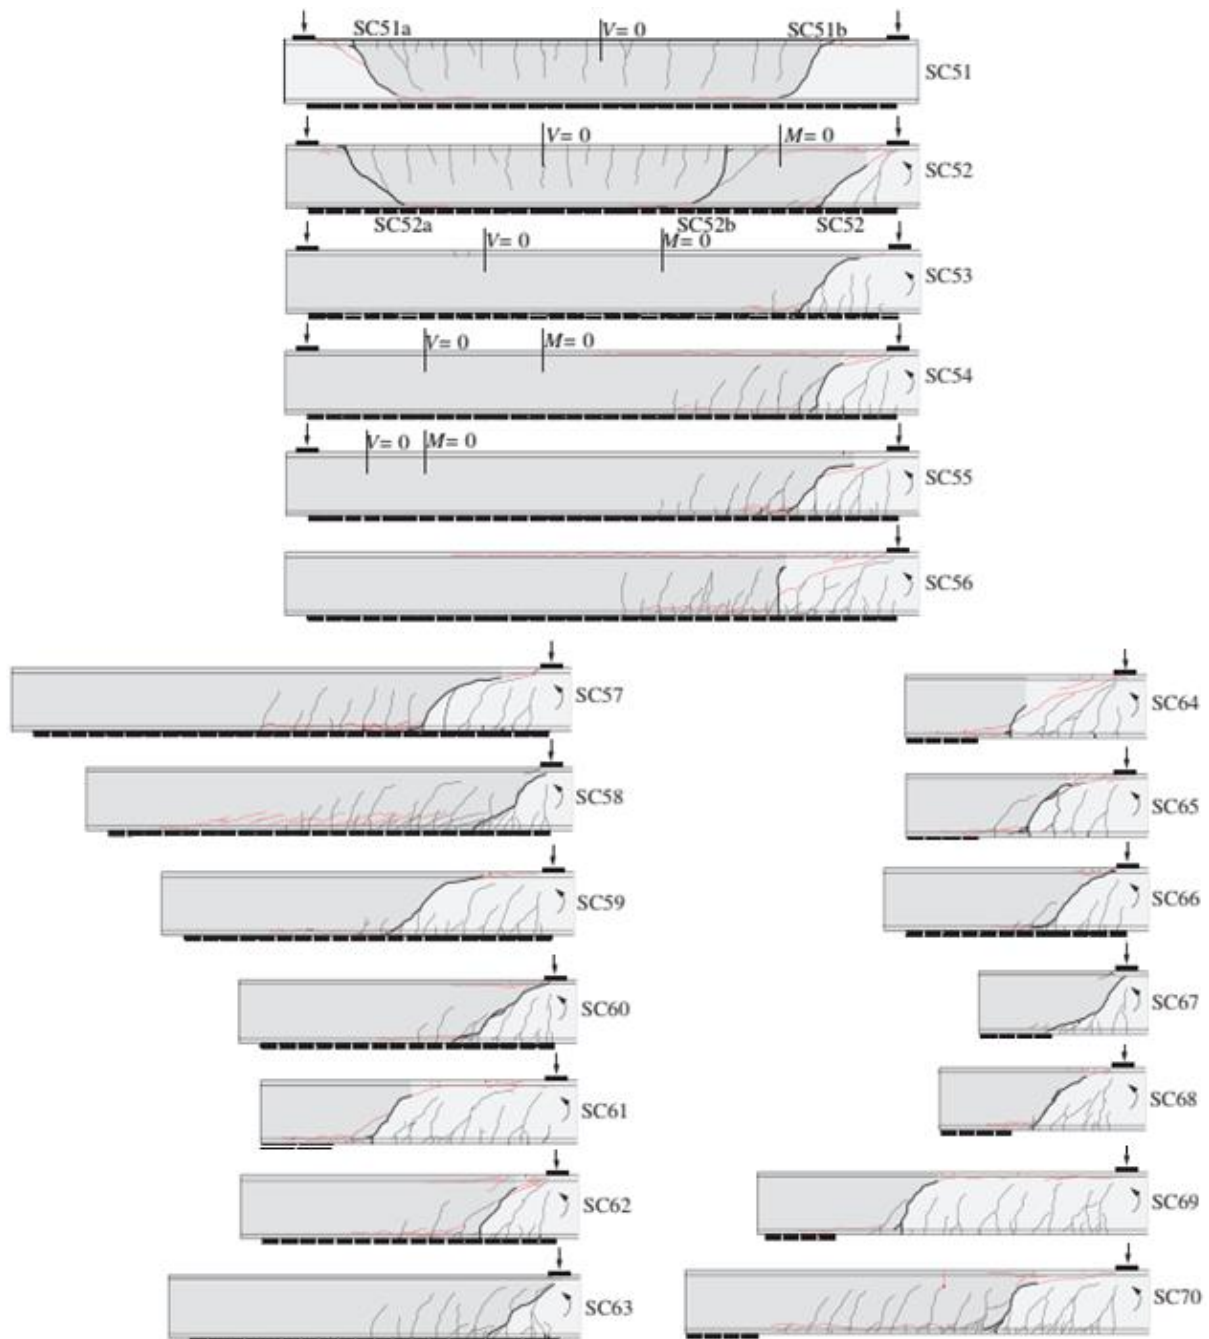 SC51a V= 0 SC51b
SC51
V= 0 M= 0
SC52
SC52a SC52b SC52
V= 0 M= 0
SC53
V= 0 M= 0
SC54
V= 0 M= 0
SC55
SC56
SC57
SC58
SC59
SC60
SC61
SC62
SC63
SC64
SC65
SC66
SC67
SC68
SC69
SC70